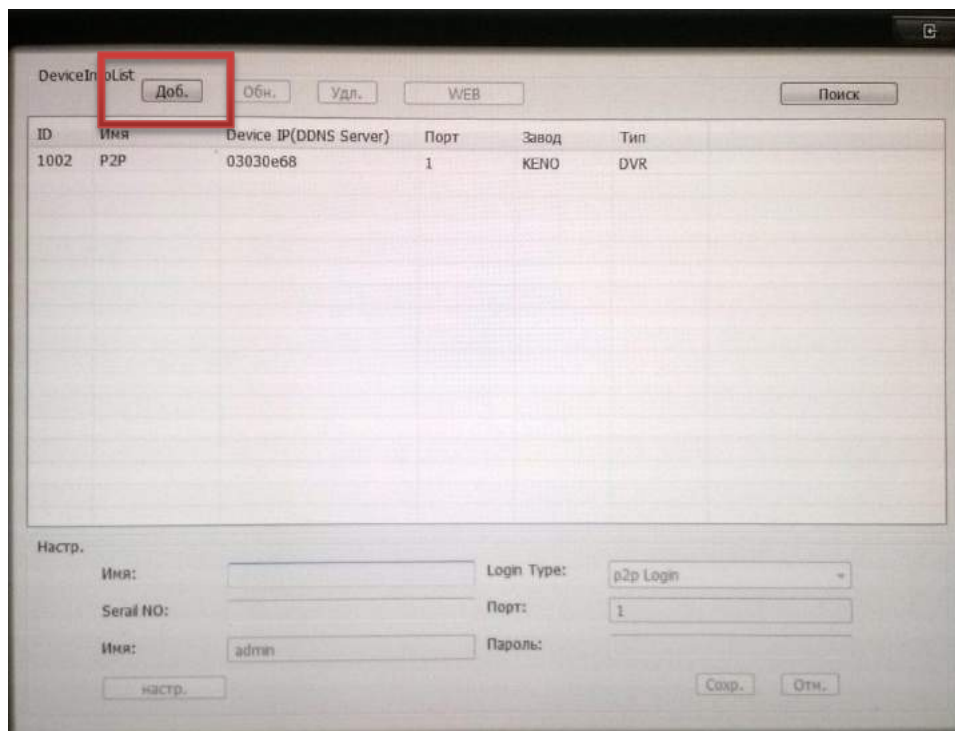 DeviceInfoList
Доб. Обн. Удл. WEB Поиск
ID Имя Device IP(DDNS Server) Порт Завод Тип
1002 P2P 03030e68 1 KENO DVR
Настр.
Имя: Login Type: p2p Login
Serail NO: Порт: 1
Имя: admin Пароль:
настр. Сохр. Отм.